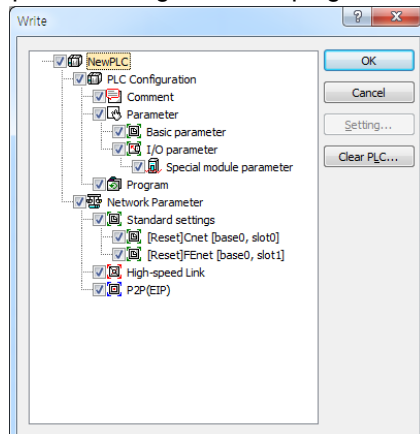 Write
NewPLC
OK
PLC Configuration
Comment
Cancel
Parameter
Basic parameter
Setting...
I/O parameter
Special module parameter
Clear PLC...
Program
Network Parameter
Standard settings
[Reset]Cnet [base0, slot0]
[Reset]FEnet [base0, slot1]
High-speed Link
P2P(EIP)